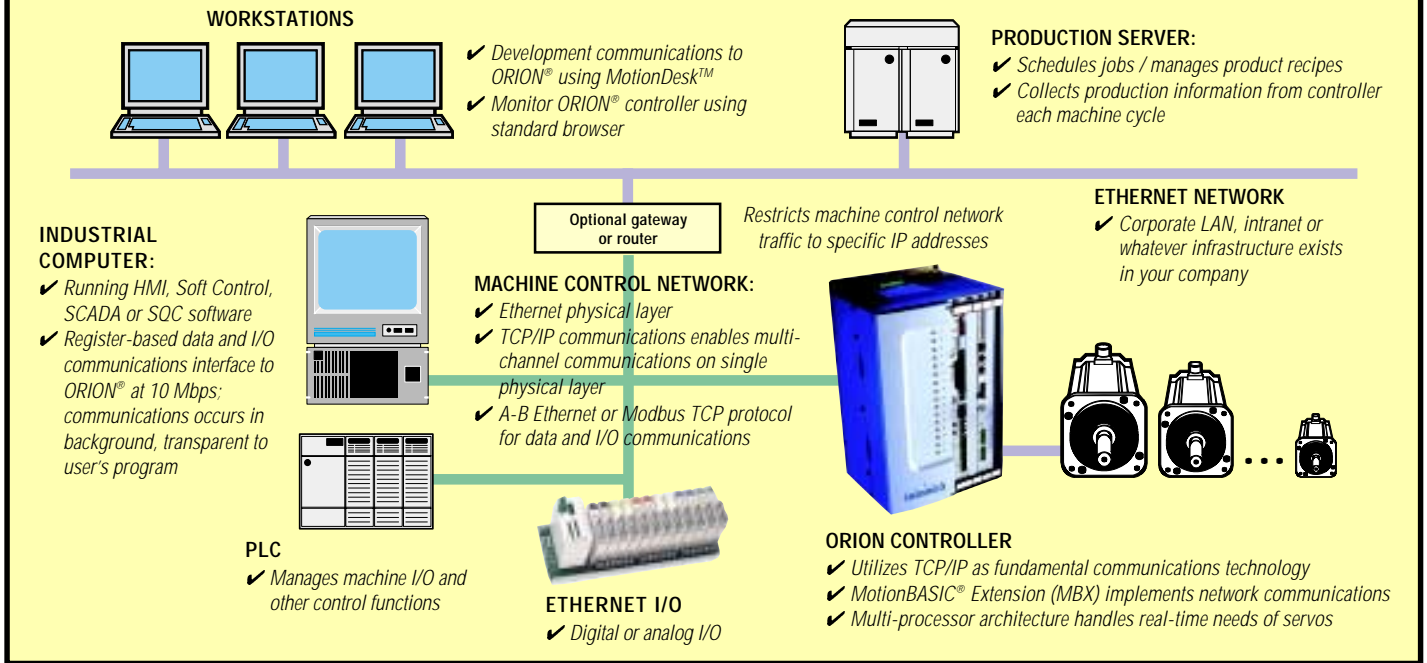 WORKSTATIONS
✔ Development communications to
ORION® using MotionDesk™
✔ Monitor ORION® controller using
standard browser
PRODUCTION SERVER:
✔ Schedules jobs / manages product recipes
✔ Collects production information from controller
each machine cycle
ETHERNET NETWORK
✔ Corporate LAN, intranet or
whatever infrastructure exists
in your company
Optional gateway
or router
Restricts machine control network
traffic to specific IP addresses
INDUSTRIAL
COMPUTER:
✔ Running HMI, Soft Control,
SCADA or SQC software
✔ Register-based data and I/O
communications interface to
ORION® at 10 Mbps;
communications occurs in
background, transparent to
user's program
MACHINE CONTROL NETWORK:
✔ Ethernet physical layer
✔ TCP/IP communications enables multi-
channel communications on single
physical layer
✔ A-B Ethernet or Modbus TCP protocol
for data and I/O communications
PLC
✔ Manages machine I/O and
other control functions
ETHERNET I/O
✔ Digital or analog I/O
ORION CONTROLLER
✔ Utilizes TCP/IP as fundamental communications technology
✔ MotionBASIC® Extension (MBX) implements network communications
✔ Multi-processor architecture handles real-time needs of servos